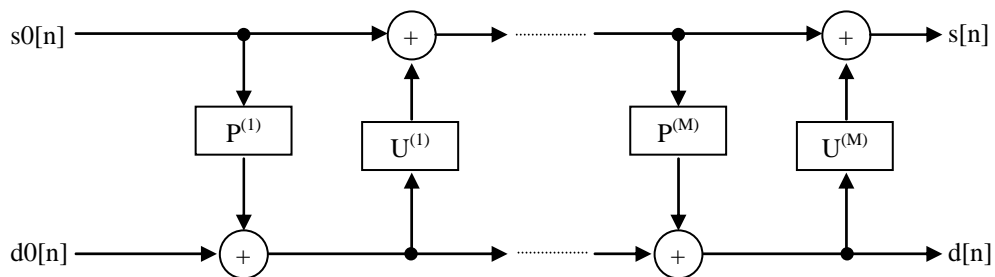 s0[n]
+
+
s[n]
P(1)
U(1)
P(M)
U(M)
d0[n]
+
+
d[n]